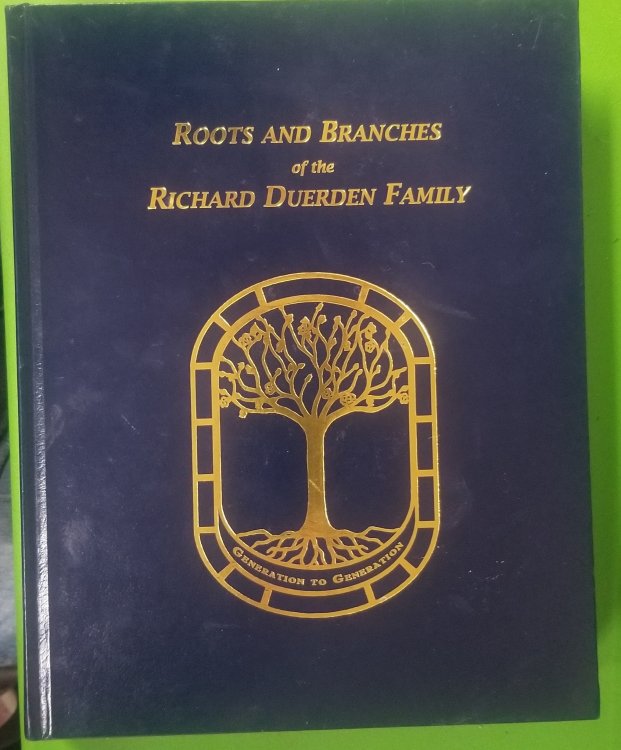 ROOTS AND BRANCHES
of the
RICHARD DUERDEN FAMILY
GENERATION TO GENERATION